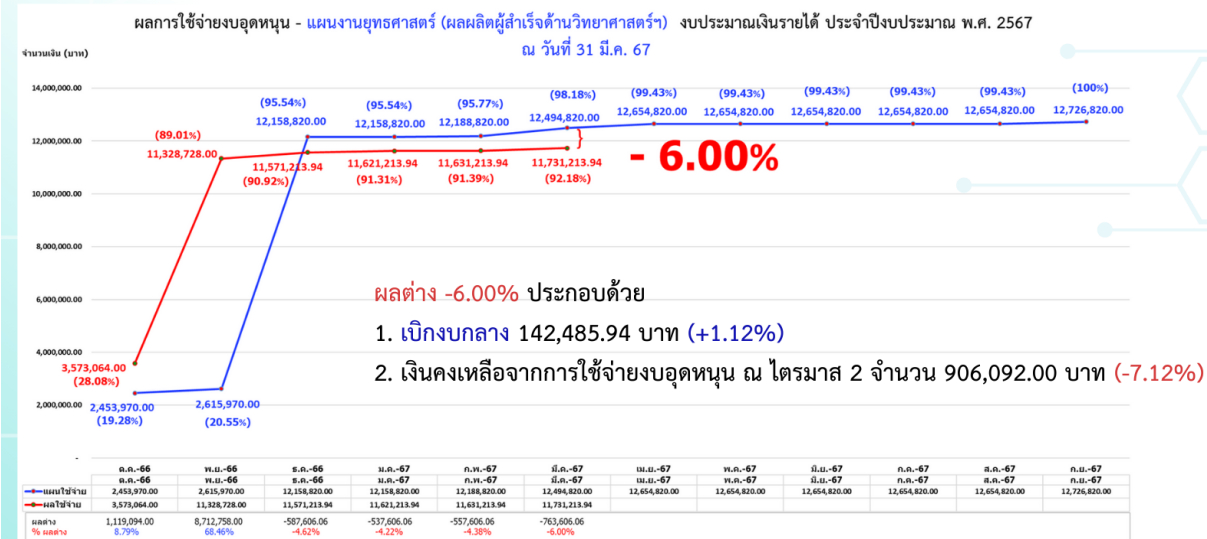 ผลการใช้จ่ายงบอุดหนุน - แผนงานยุทธศาสตร์ (ผลผลิตผู้สำเร็จด้านวิทยาศาสตร์ฯ) งบประมาณเงินรายได้ ประจำปีงบประมาณ พ.ศ. 2567
ณ วันที่ 31 มี.ค. 67
จำนวนเงิน (บาท)
14,000,000.00
12,000,000.00
10,000,000.00
8,000,000.00
6,000,000.00
4,000,000.00
2,000,000.00
-
(95.54%) (95.54%) (95.77%) (98.18%) (99.43%) (99.43%) (99.43%) (99.43%) (99.43%) (100%)
12,158,820.00 12,158,820.00 12,188,820.00 12,494,820.00 12,654,820.00 12,654,820.00 12,654,820.00 12,654,820.00 12,654,820.00 12,726,820.00
(89.01%)
11,328,728.00
11,571,213.94 11,621,213.94 11,631,213.94 11,731,213.94
(90.92%) (91.31%) (91.39%) (92.18%)
- 6.00%
ผลต่าง -6.00% ประกอบด้วย
1. เบิกงบกลาง 142,485.94 บาท (+1.12%)
2. เงินคงเหลือจากการใช้จ่ายงบอุดหนุน ณ ไตรมาส 2 จำนวน 906,092.00 บาท (-7.12%)
3,573,064.00
(28.08%)
2,453,970.00 2,615,970.00
(19.28%) (20.55%)
ต.ค.-66 พ.ย.-66 ธ.ค.-66 ม.ค.-67 ก.พ.-67 มี.ค.-67 เม.ย.-67 พ.ค.-67 มิ.ย.-67 ก.ค.-67 ส.ค.-67 ก.ย.-67
ต.ค.-66 พ.ย.-66 ธ.ค.-66 ม.ค.-67 ก.พ.-67 มี.ค.-67 เม.ย.-67 พ.ค.-67 มิ.ย.-67 ก.ค.-67 ส.ค.-67 ก.ย.-67
แผนใช้จ่าย 2,453,970.00 2,615,970.00 12,158,820.00 12,158,820.00 12,188,820.00 12,494,820.00 12,654,820.00 12,654,820.00 12,654,820.00 12,654,820.00 12,654,820.00 12,726,820.00
ผลใช้จ่าย 3,573,064.00 11,328,728.00 11,571,213.94 11,621,213.94 11,631,213.94 11,731,213.94
ผลต่าง 1,119,094.00 8,712,758.00 -587,606.06 -537,606.06 -557,606.06 -763,606.06
% ผลต่าง 8.79% 68.46% -4.62% -4.22% -4.38% -6.00%